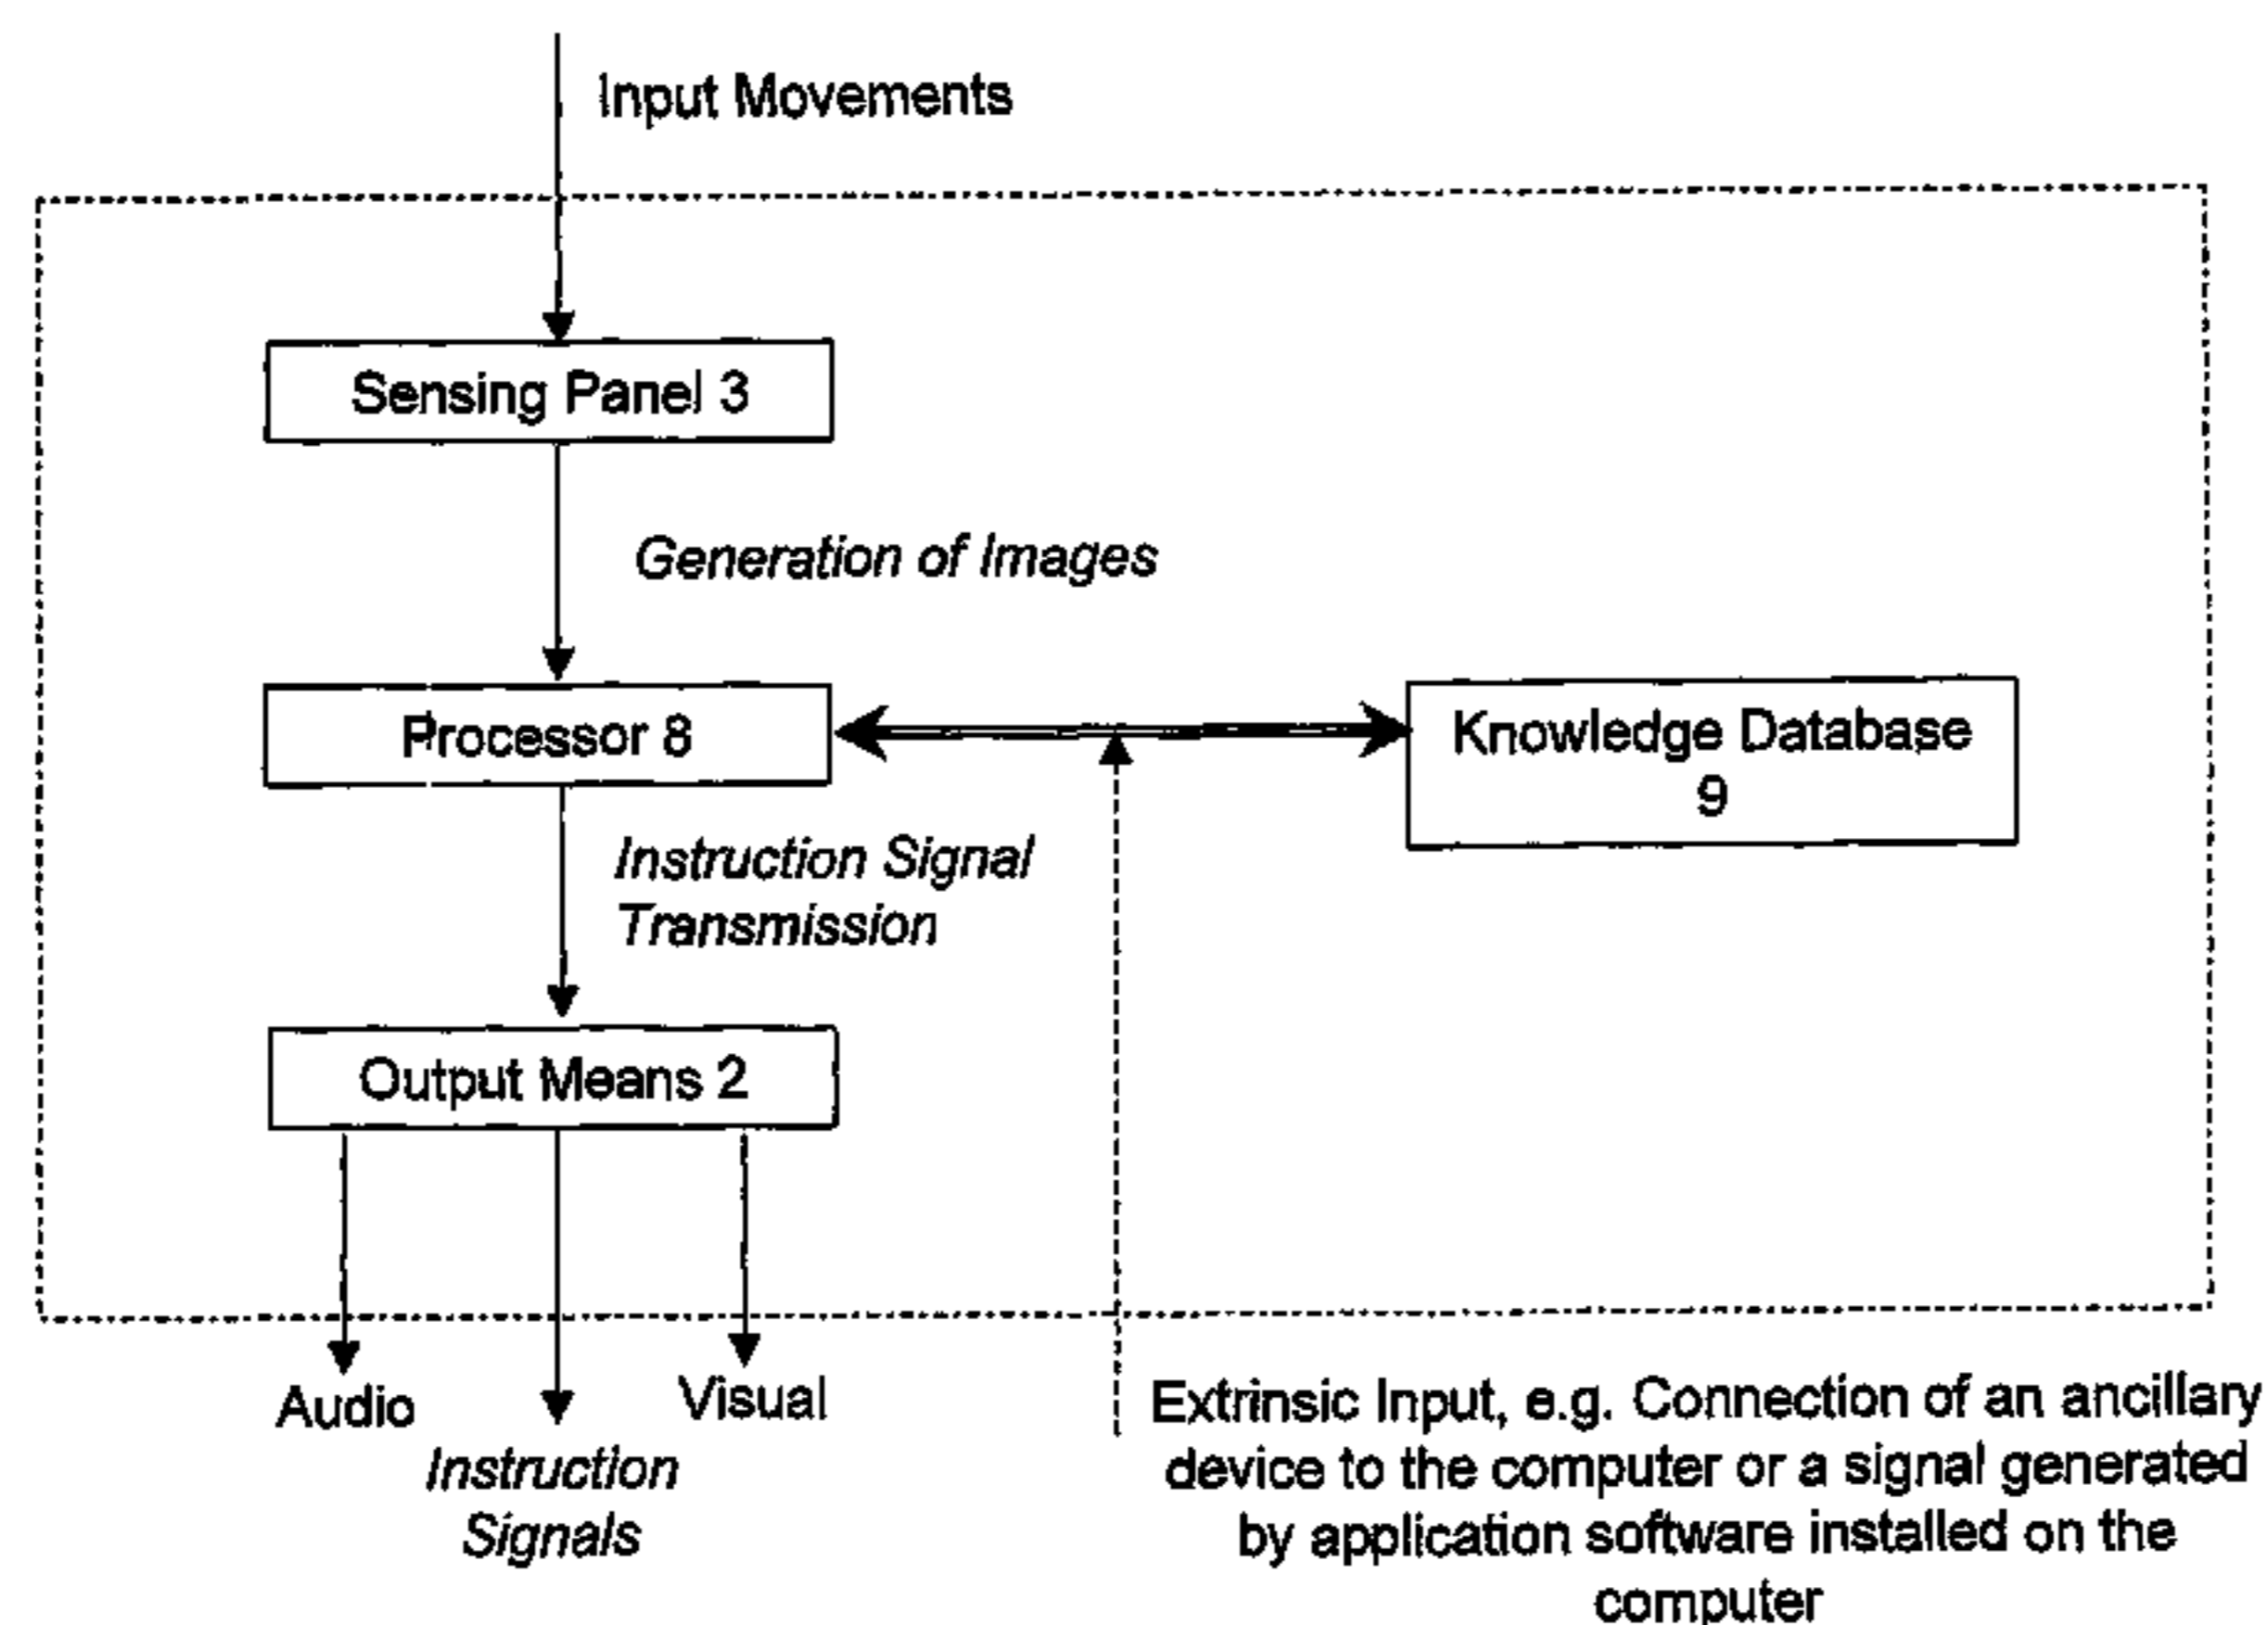 Input Movements
Sensing Panel 3
Generation of Images
Processor 8
Knowledge Database
9
Instruction Signal
Transmission
Output Means 2
Audio
Visual
Instruction
Signals
Extrinsic Input, e.g. Connection of an ancillary
device to the computer or a signal generated
by application software installed on the
computer